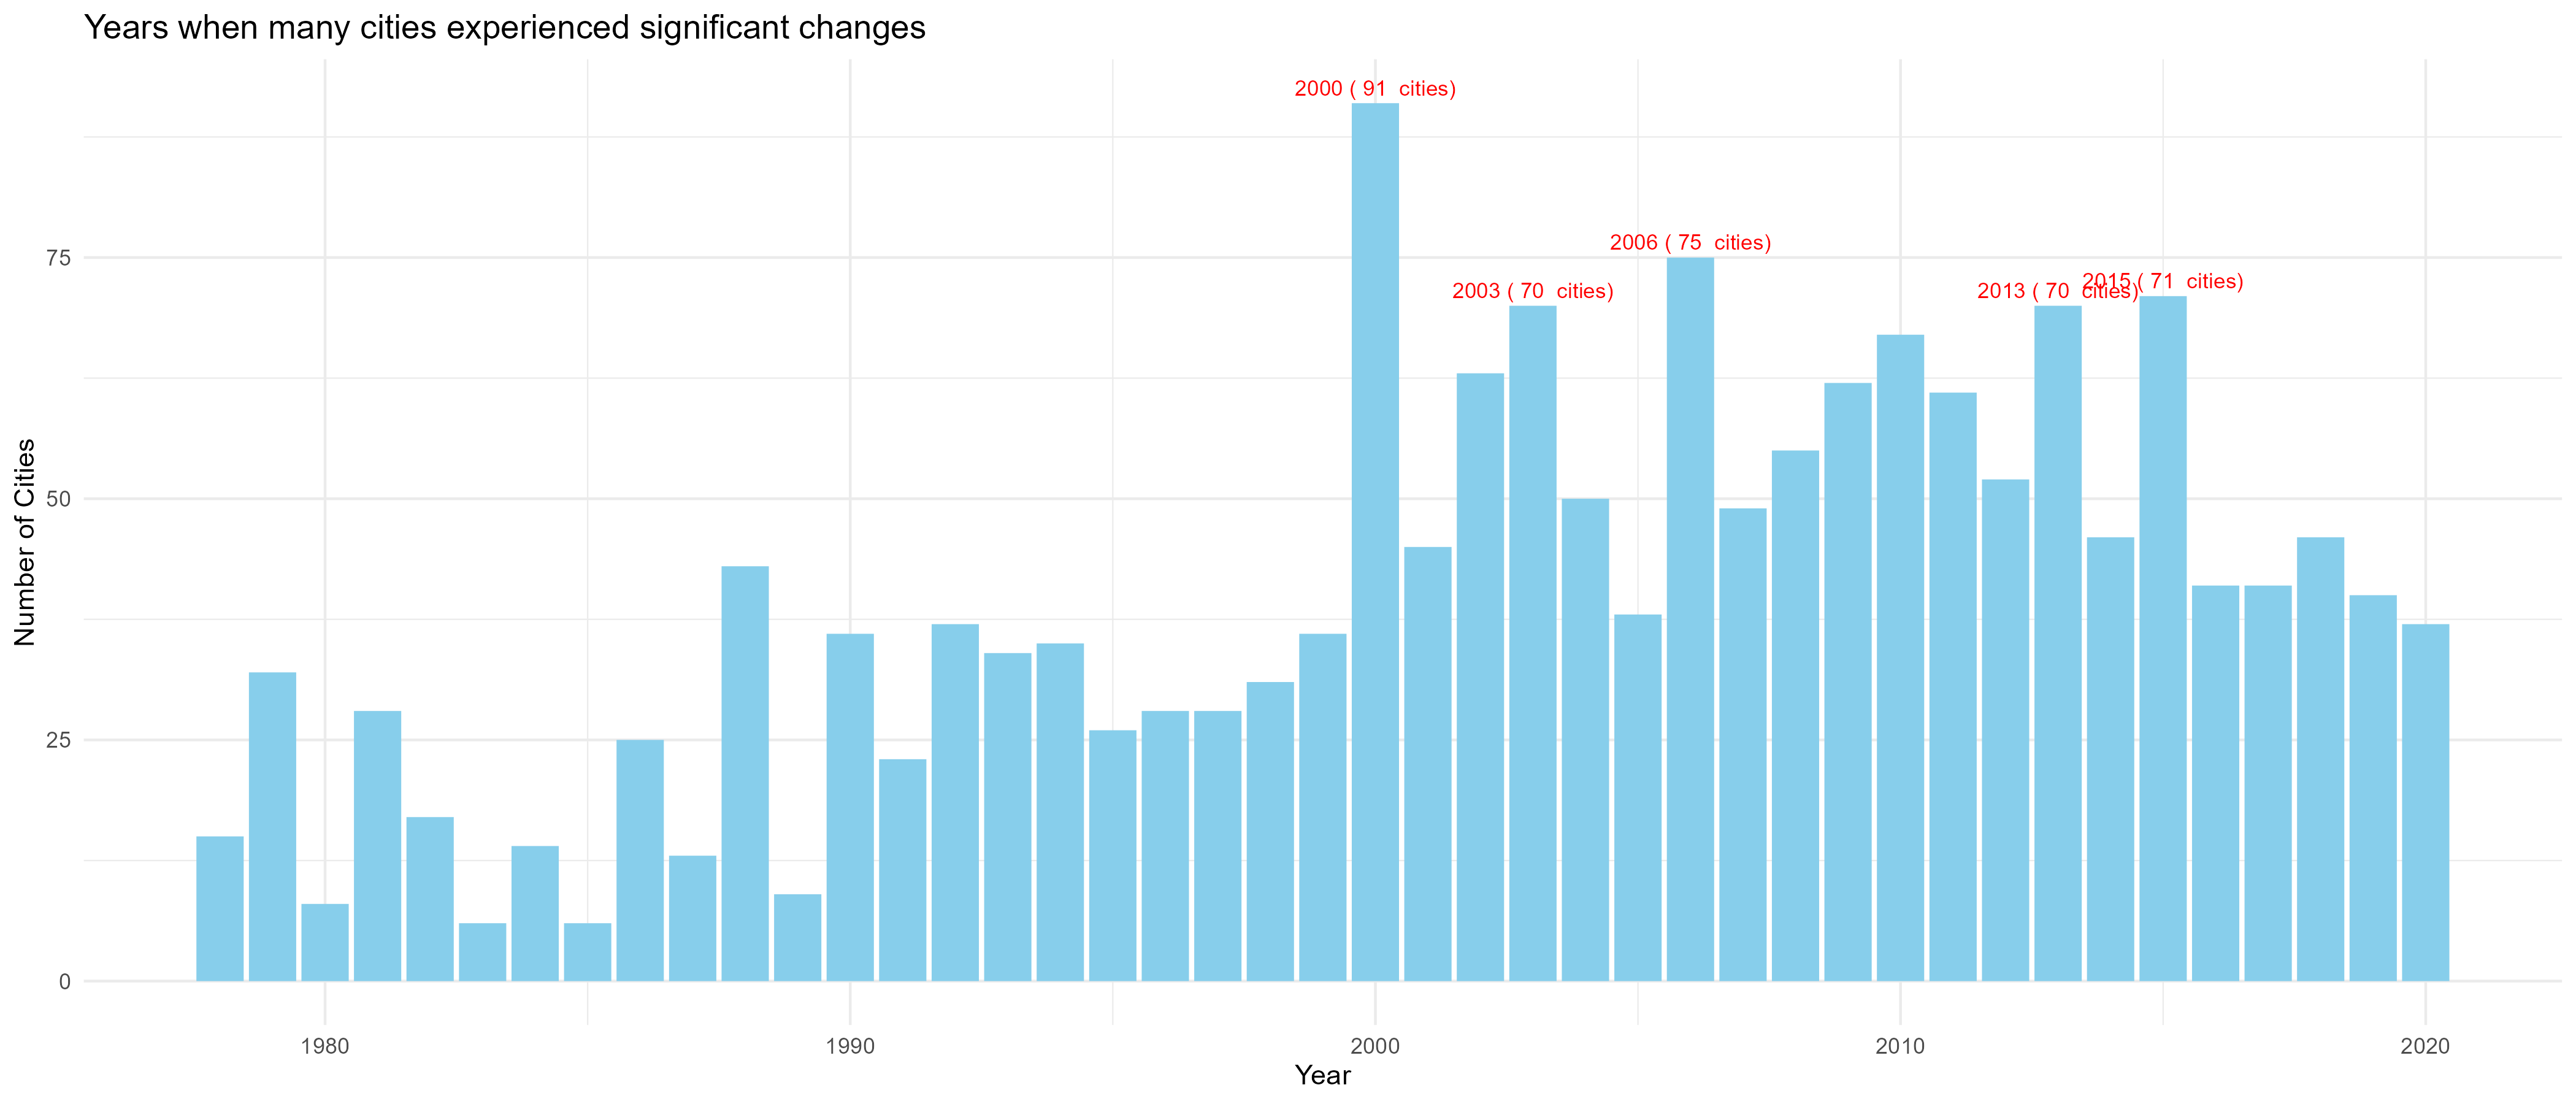 Years when many cities experienced significant changes
2000 ( 91  cities)
2006 ( 75  cities)
2003 ( 70  cities)
2013 ( 70  cities)
2015 ( 71  cities)
Number of Cities
75
50
25
0
1980
1990
2000
2010
2020
Year